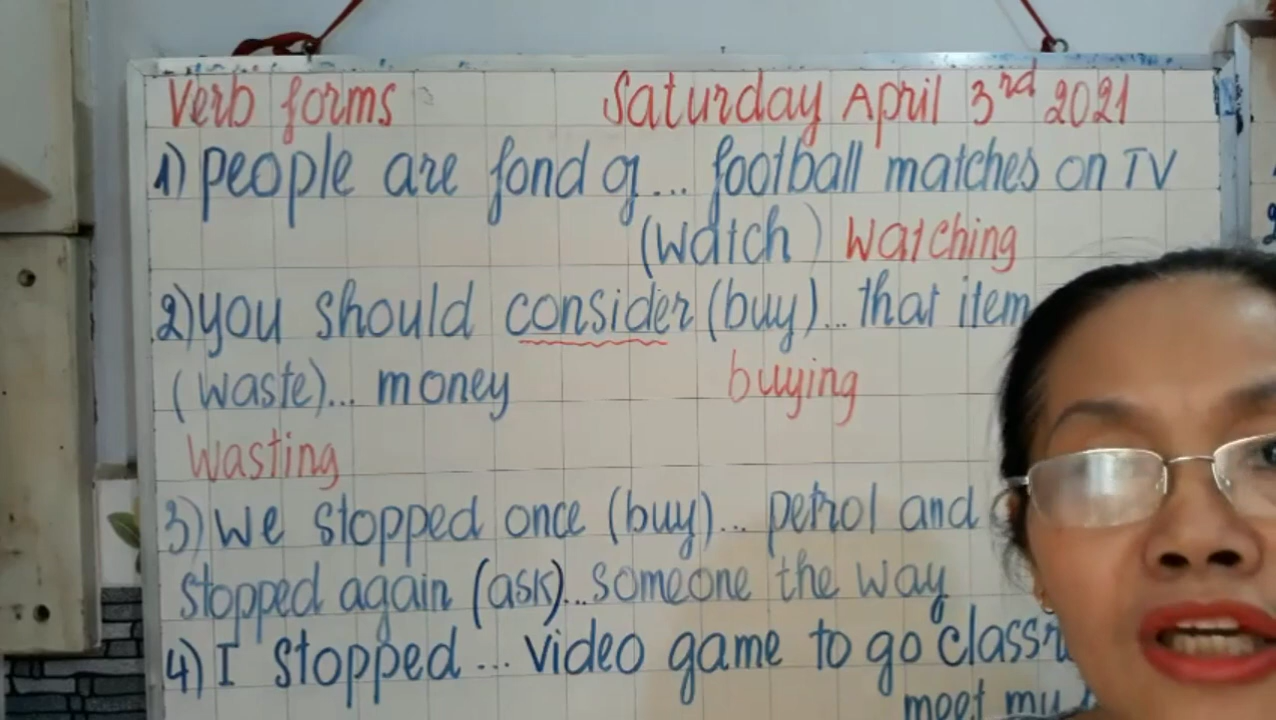 Verb forms Saturday April 3rd 2021
1) people are fond of... football matches on TV
(watch) watching
2) you should consider (buy)... that item
(waste)... money buying
wasting
3) we stopped once (buy)... petrol and
stopped again (ask)... someone the way
4) I stopped... video game to go
meet my